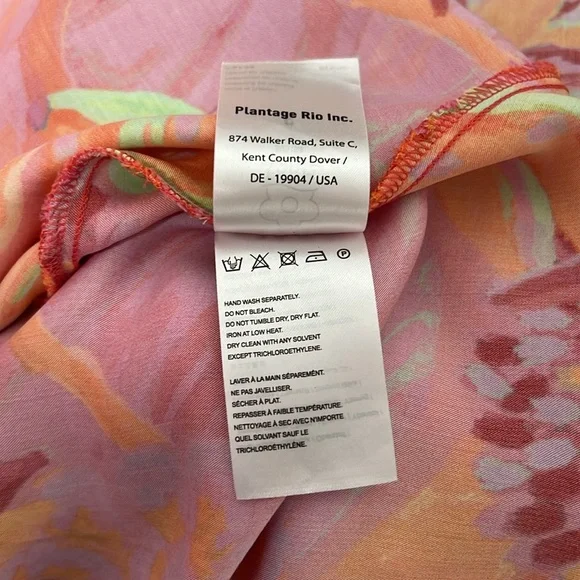 Plantage Rio Inc.
874 Walker Road, Suite C,
Kent County Dover /
DE - 19904 / USA
P
HAND WASH SEPARATELY.
DO NOT BLEACH.
DO NOT TUMBLE DRY, DRY FLAT.
IRON AT LOW HEAT.
DRY CLEAN WITH ANY SOLVENT
EXCEPT TRICHLOROETHYLENE.
LAVER À LA MAIN SÉPAREMENT.
NE PAS JAVELLISER.
SÉCHER À PLAT.
REPASSER À FAIBLE TEMPÉRATURE.
NETTOYAGE À SEC AVEC N'IMPORTE
QUEL SOLVANT SAUF LE
TRICHLOROÉTHYLÈNE.